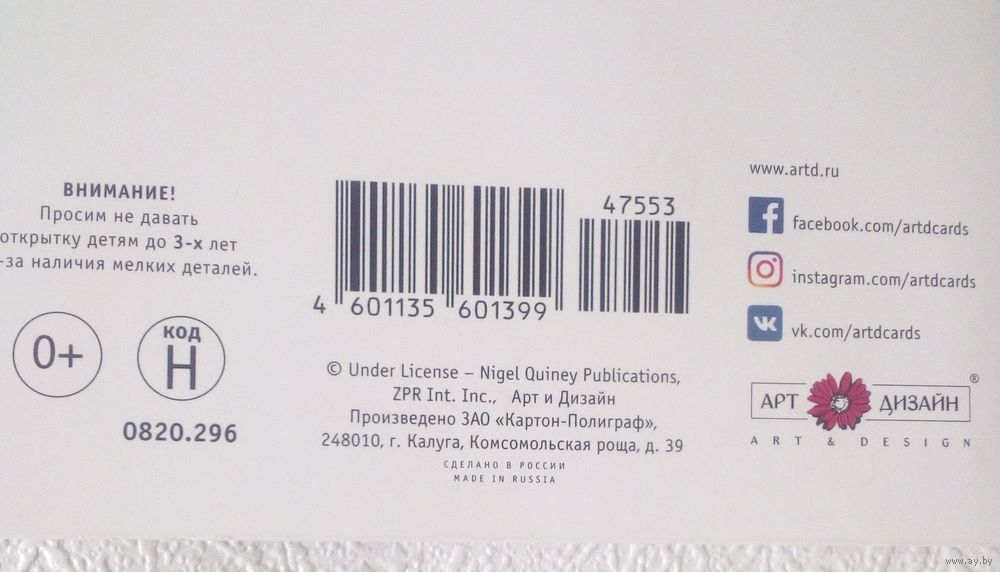 ВНИМАНИЕ!
Просим не давать
открытку детям до 3-х лет
-за наличия мелких деталей.
0+
код
Н
0820.296
47553
4 601135 601399
© Under License – Nigel Quiney Publications,
ZPR Int. Inc., Арт и Дизайн
Произведено ЗАО «Картон-Полиграф»,
248010, г. Калуга, Комсомольская роща, д. 39
СДЕЛАНО В РОССИИ
MADE IN RUSSIA
www.artd.ru
facebook.com/artdcards
instagram.com/artdcards
vk.com/artdcards
АРТ ДИЗАЙН ®
ART & DESIGN
www.ay.by